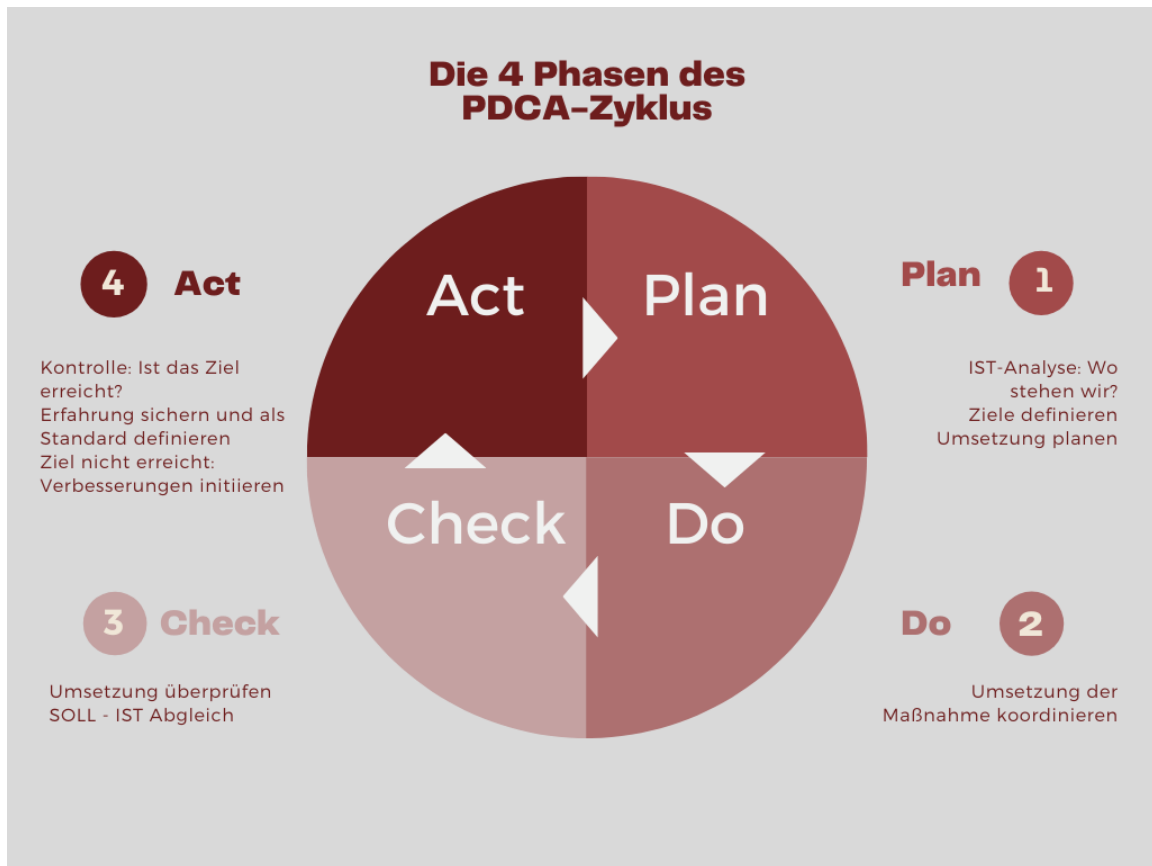 Die 4 Phasen des
PDCA-Zyklus
Act
Plan
Check
Do
4 Act
Kontrolle: Ist das Ziel
erreicht?
Erfahrung sichern und als
Standard definieren
Ziel nicht erreicht:
Verbesserungen initiieren
Plan 1
IST-Analyse: Wo
stehen wir?
Ziele definieren
Umsetzung planen
3 Check
Umsetzung überprüfen
SOLL - IST Abgleich
Do 2
Umsetzung der
Maßnahme koordinieren